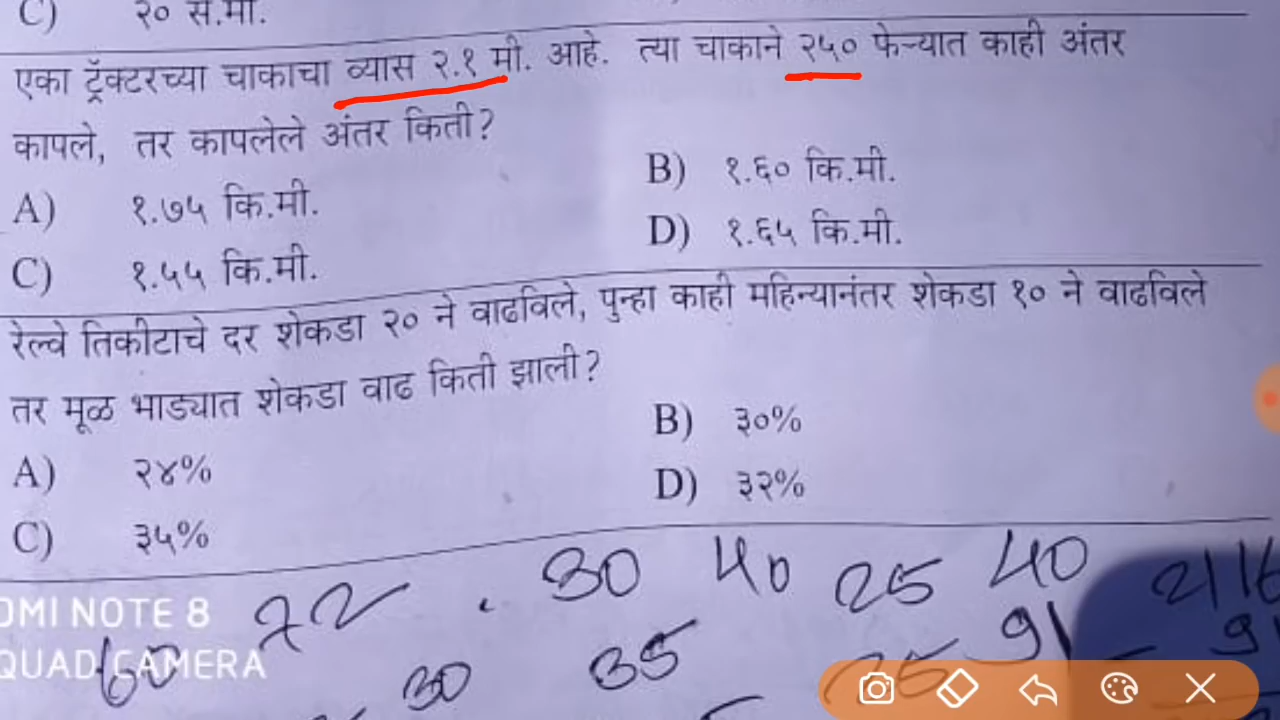 C) २० से.मी.
एका ट्रॅक्टरच्या चाकाचा व्यास २.१ मी. आहे. त्या चाकाने २५० फेऱ्यात काही अंतर
कापले, तर कापलेले अंतर किती?
A) १.७५ कि.मी.
B) १.६० कि.मी.
C) १.५५ कि.मी.
D) १.६५ कि.मी.
रेल्वे तिकीटाचे दर शेकडा २० ने वाढविले, पुन्हा काही महिन्यानंतर शेकडा १० ने वाढविले
तर मूळ भाड्यात शेकडा वाढ किती झाली?
A) २४%
B) ३०%
C) ३५%
D) ३२%
30 40 25 40
60 30 35 25 91
OMI NOTE 8
QUAD CAMERA